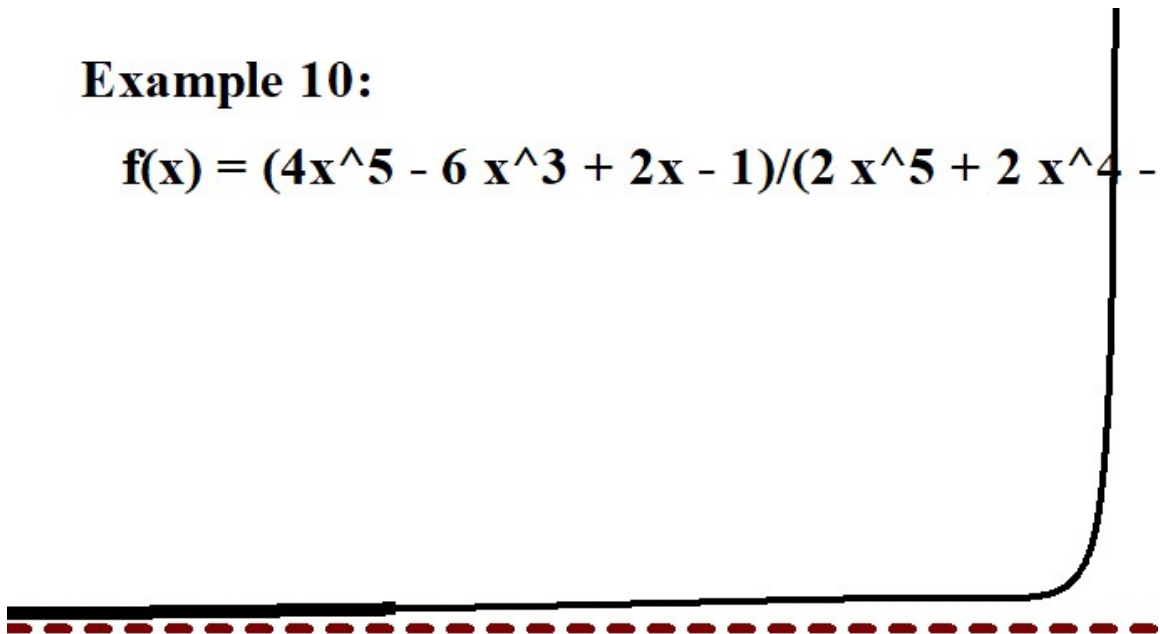 Example 10:
f(x) = (4x^5 - 6 x^3 + 2x - 1)/(2 x^5 + 2 x^4 -